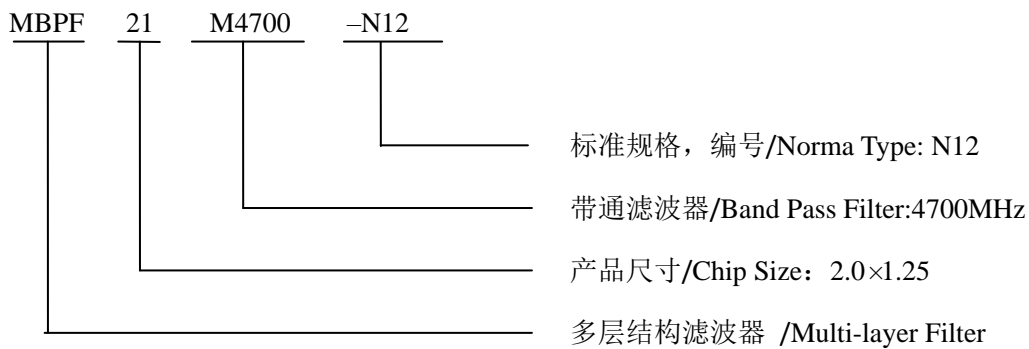 MBPF 21 M4700 –N12
标准规格，编号/Norma Type: N12
带通滤波器/Band Pass Filter:4700MHz
产品尺寸/Chip Size：2.0×1.25
多层结构滤波器 /Multi-layer Filter